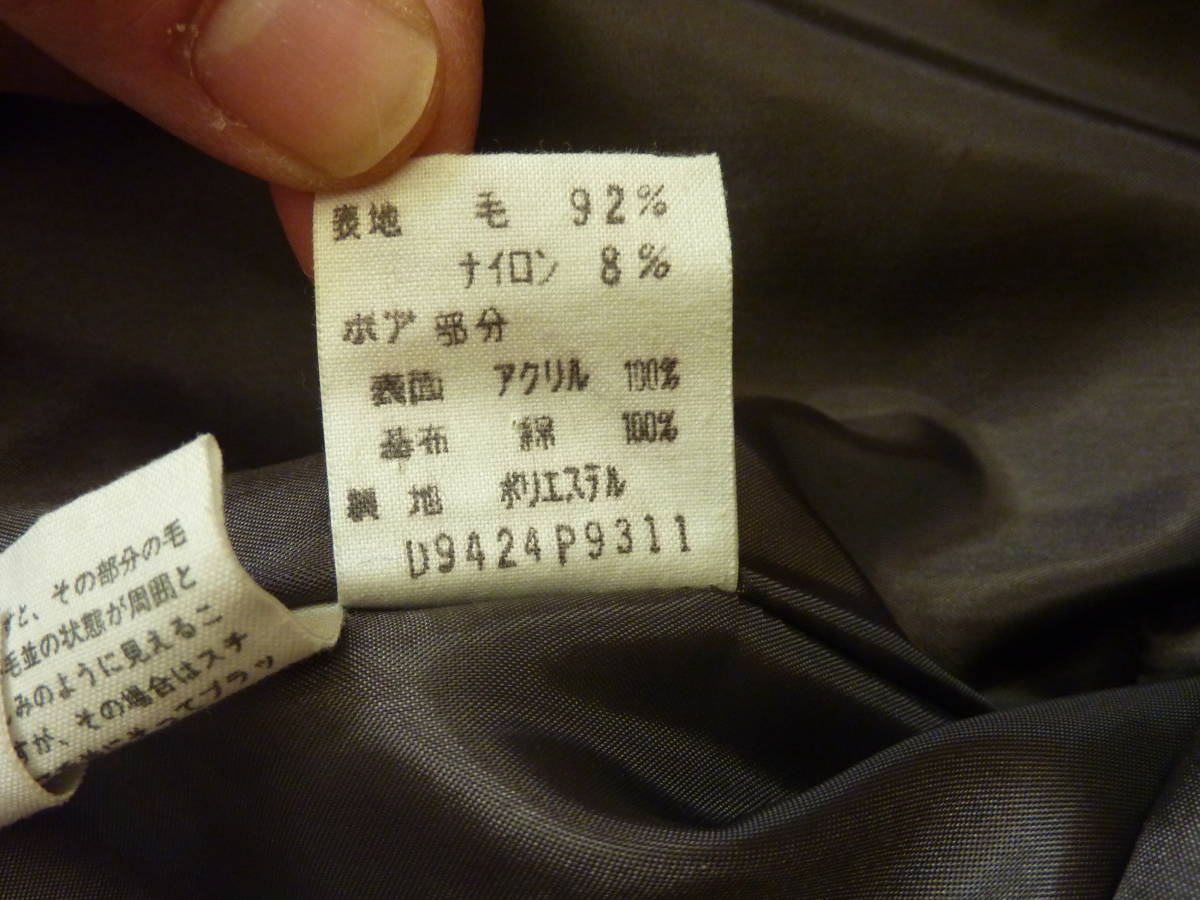 表地 毛 92%
ナイロン 8%
ボア部分
表面 アクリル 100%
基布 綿 100%
裏地 ポリエステル
D9424P9311
と、その部分の毛
毛並の状態が周囲と
みのように見えるこ
が、その場合はスチ
てブラッ